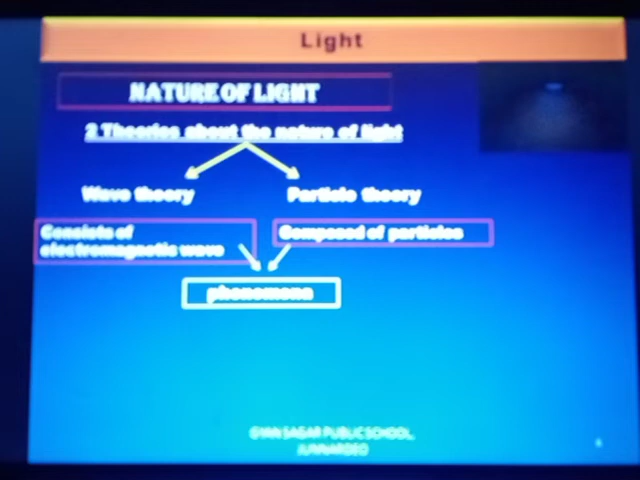 Light
NATURE OF LIGHT
2 Theories about the nature of light
Wave theory
Particle theory
Consists of
electromagnetic wave
Composed of particles
phenomena
GYAN SAGAR PUBLIC SCHOOL,
JUNNARDEO